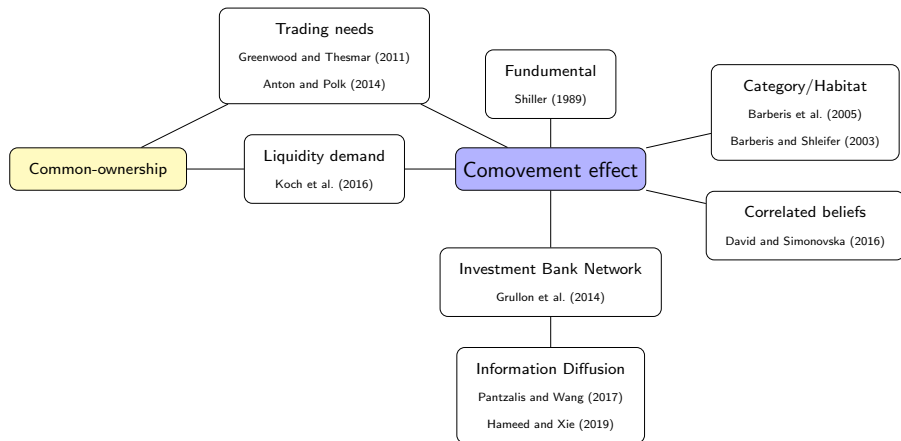 Trading needs
Greenwood and Thesmar (2011)
Anton and Polk (2014)
Fundumental
Shiller (1989)
Category/Habitat
Barberis et al. (2005)
Barberis and Shleifer (2003)
Common-ownership
Liquidity demand
Koch et al. (2016)
Comovement effect
Correlated beliefs
David and Simonovska (2016)
Investment Bank Network
Grullon et al. (2014)
Information Diffusion
Pantzalis and Wang (2017)
Hameed and Xie (2019)